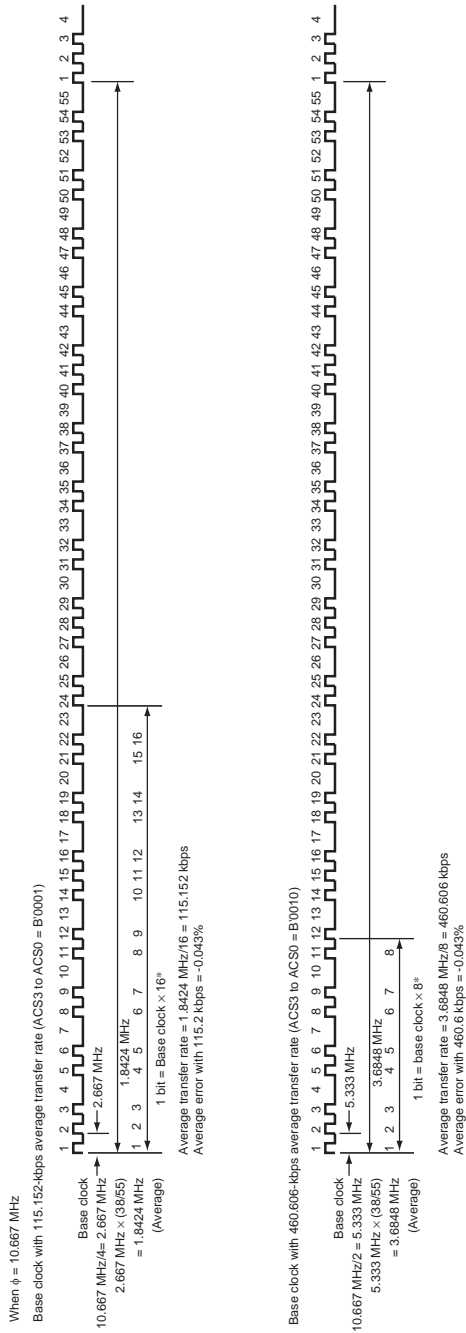 When ϕ = 10.667 MHz
Base clock with 115.152-kbps average transfer rate (ACS3 to ACS0 = B'0001)
1 2 3 4 5 6 7 8 9 10 11 12 13 14 15 16 17 18 19 20 21 22 23 24 25 26 27 28 29 30 31 32 33 34 35 36 37 38 39 40 41 42 43 44 45 46 47 48 49 50 51 52 53 54 55 1 2 3 4
Base clock
10.667 MHz/4= 2.667 MHz 2.667 MHz
2.667 MHz × (38/55) 1.8424 MHz
= 1.8424 MHz 1 2 3 4 5 6 7 8 9 10 11 12 13 14 15 16
(Average)
1 bit = Base clock × 16*
Average transfer rate = 1.8424 MHz/16 = 115.152 kbps
Average error with 115.2 kbps = -0.043%
Base clock with 460.606-kbps average transfer rate (ACS3 to ACS0 = B'0010)
1 2 3 4 5 6 7 8 9 10 11 12 13 14 15 16 17 18 19 20 21 22 23 24 25 26 27 28 29 30 31 32 33 34 35 36 37 38 39 40 41 42 43 44 45 46 47 48 49 50 51 52 53 54 55 1 2 3 4
Base clock
10.667 MHz/2 = 5.333 MHz 5.333 MHz
5.333 MHz × (38/55) 3.6848 MHz
= 3.6848 MHz 1 2 3 4 5 6 7 8
(Average)
1 bit = base clock × 8*
Average transfer rate = 3.6848 MHz/8 = 460.606 kbps
Average error with 460.6 kbps = -0.043%